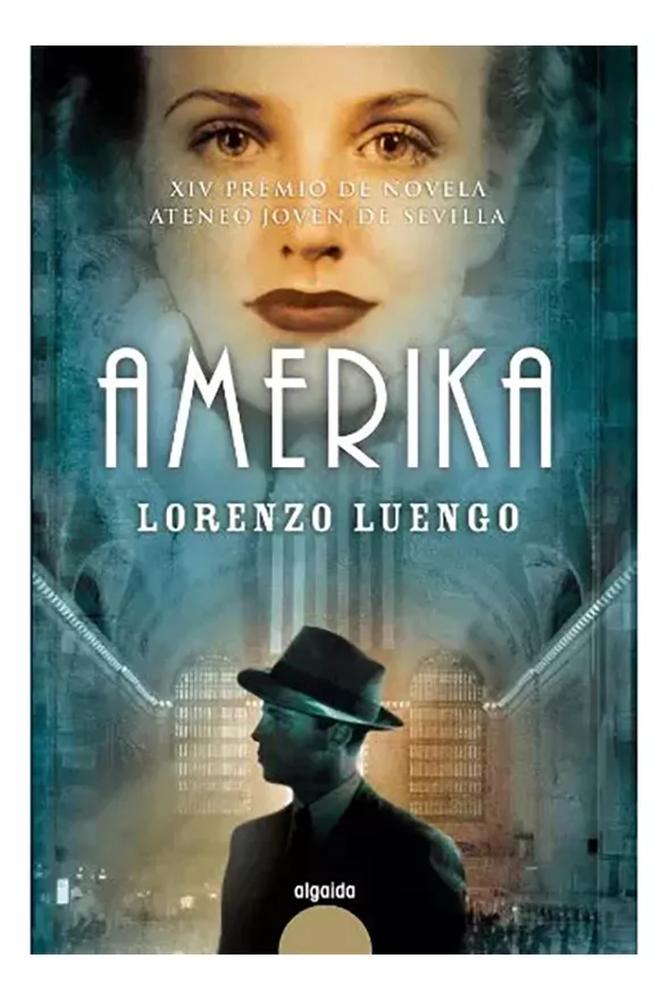 XIV PREMIO DE NOVELA
ATENEO JOVEN DE SEVILLA
AMERIKA
LORENZO LUENGO
algaida